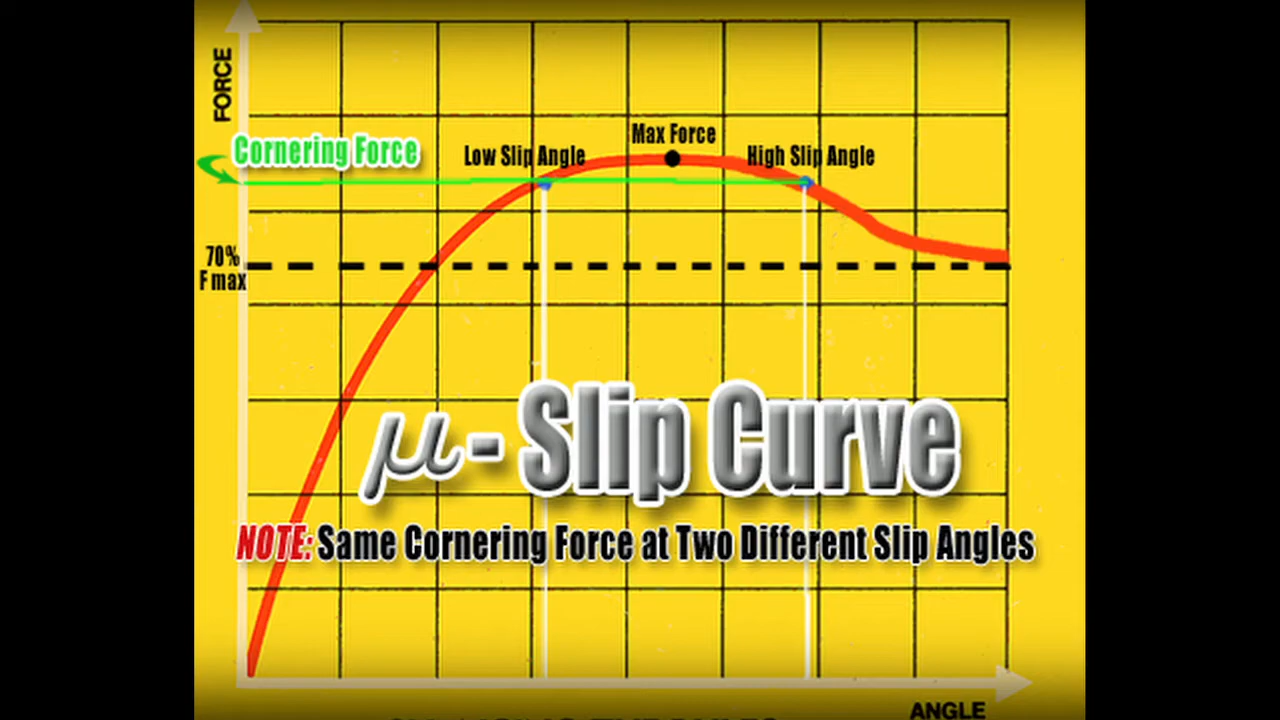 FORCE
Cornering Force
Low Slip Angle
Max Force
High Slip Angle
70%
F max
μ - Slip Curve
NOTE: Same Cornering Force at Two Different Slip Angles
ANGLE